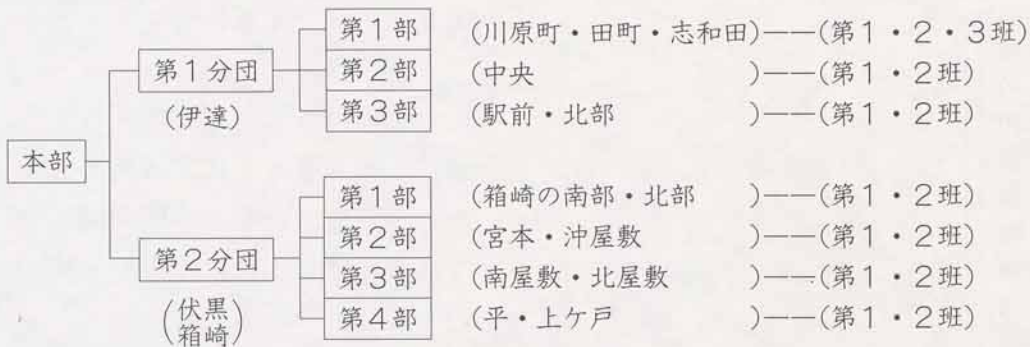 本部
第1分団
(伊達)
第1部 (川原町・田町・志和田)——(第1・2・3班)
第2部 (中央)——(第1・2班)
第3部 (駅前・北部)——(第1・2班)
第2分団
(伏黒
箱崎)
第1部 (箱崎の南部・北部)——(第1・2班)
第2部 (宮本・沖屋敷)——(第1・2班)
第3部 (南屋敷・北屋敷)——(第1・2班)
第4部 (平・上ケ戸)——(第1・2班)